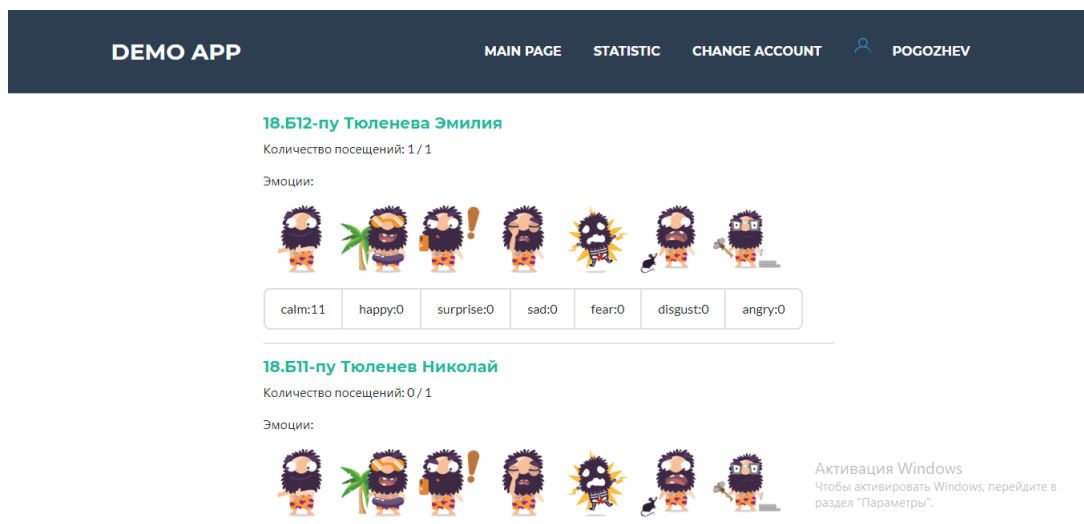 DEMO APP
MAIN PAGE STATISTIC CHANGE ACCOUNT POGOZHEV
18.Б12-пу Тюленева Эмилия
Количество посещений: 1 / 1
Эмоции:
calm:11 happy:0 surprise:0 sad:0 fear:0 disgust:0 angry:0
18.Б11-пу Тюленев Николай
Количество посещений: 0 / 1
Эмоции:
Активация Windows
Чтобы активировать Windows, перейдите в
раздел "Параметры".